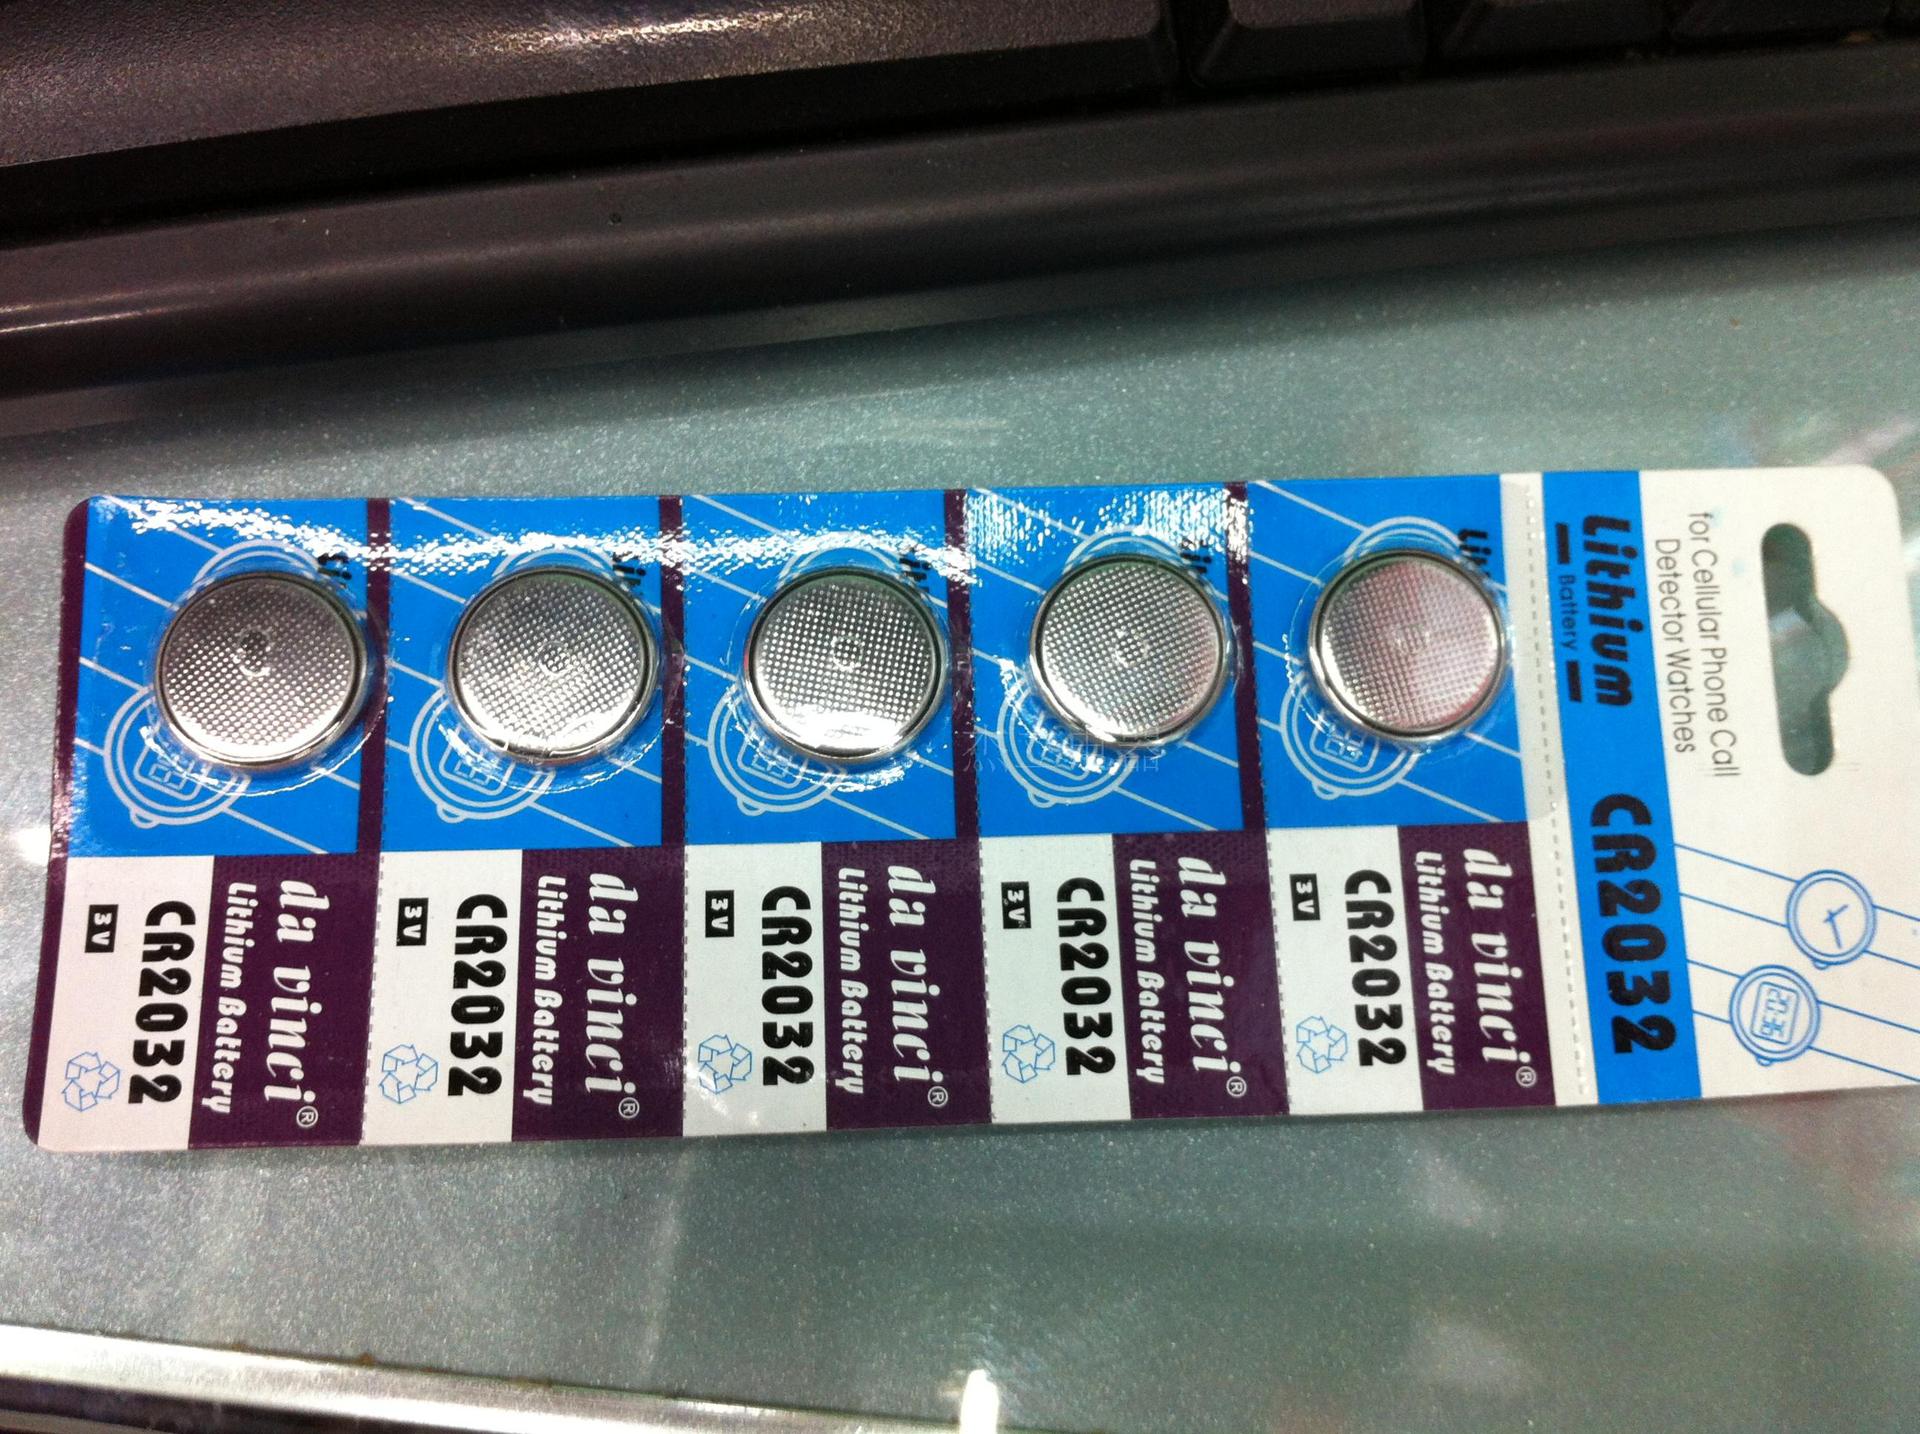 for Cellular Phone Call
Detector Watches
Lithium CR2032
Battery
da vinci®
Lithium Battery
CR2032
3V
da vinci®
Lithium Battery
CR2032
3V
da vinci®
Lithium Battery
CR2032
3V
da vinci®
Lithium Battery
CR2032
3V
da vinci®
Lithium Battery
CR2032
3V